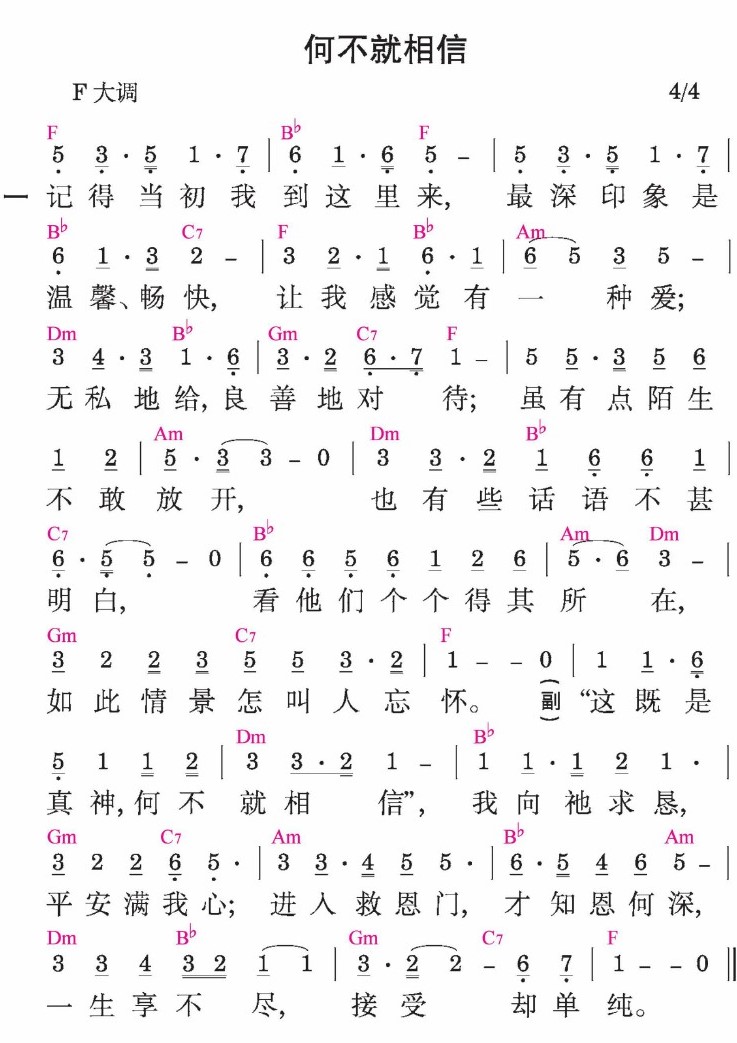 何不就相信
F 大调 4/4
F B♭ F
5 3 · 5 1 · 7 | 6 1 · 6 5 – | 5 3 · 5 1 · 7 |
一 记得当初我到这里来, 最深印象是
B♭ C7 F B♭ Am
6 1 · 3 2 – | 3 2 · 1 6 · 1 | 6 5 3 5 – |
温馨、畅快, 让我感觉有一种爱;
Dm B♭ Gm C7 F
3 4 · 3 1 · 6 | 3 · 2 6 · 7 1 – | 5 5 · 3 5 6
无私地给, 良善地对待; 虽有点陌生
Am Dm B♭
1 2 | 5 · 3 3 – 0 | 3 3 · 2 1 6 6 1 |
不敢放开, 也有些话语不甚
C7 B♭ Am Dm
6 · 5 5 – 0 | 6 6 5 6 1 2 6 | 5 · 6 3 – |
明白, 看他们个个得其所在,
Gm C7 F
3 2 2 3 5 5 3 · 2 | 1 – – 0 | 1 1 · 6
如此情景怎叫人忘怀。 (副) “这既是
Dm B♭
5 1 1 2 | 3 3 · 2 1 – | 1 1 · 1 2 1 · |
真神, 何不就相信”, 我向祂求恳,
Gm C7 Am B♭ Am
3 2 2 6 5 · | 3 3 · 4 5 5 · | 6 · 5 4 6 5 – |
平安满我心; 进入救恩门, 才知恩何深,
Dm B♭ Gm C7 F
3 3 4 3 2 1 1 | 3 · 2 2 – 6 7 | 1 – – 0 ‖
一生享不尽, 接受却单纯。